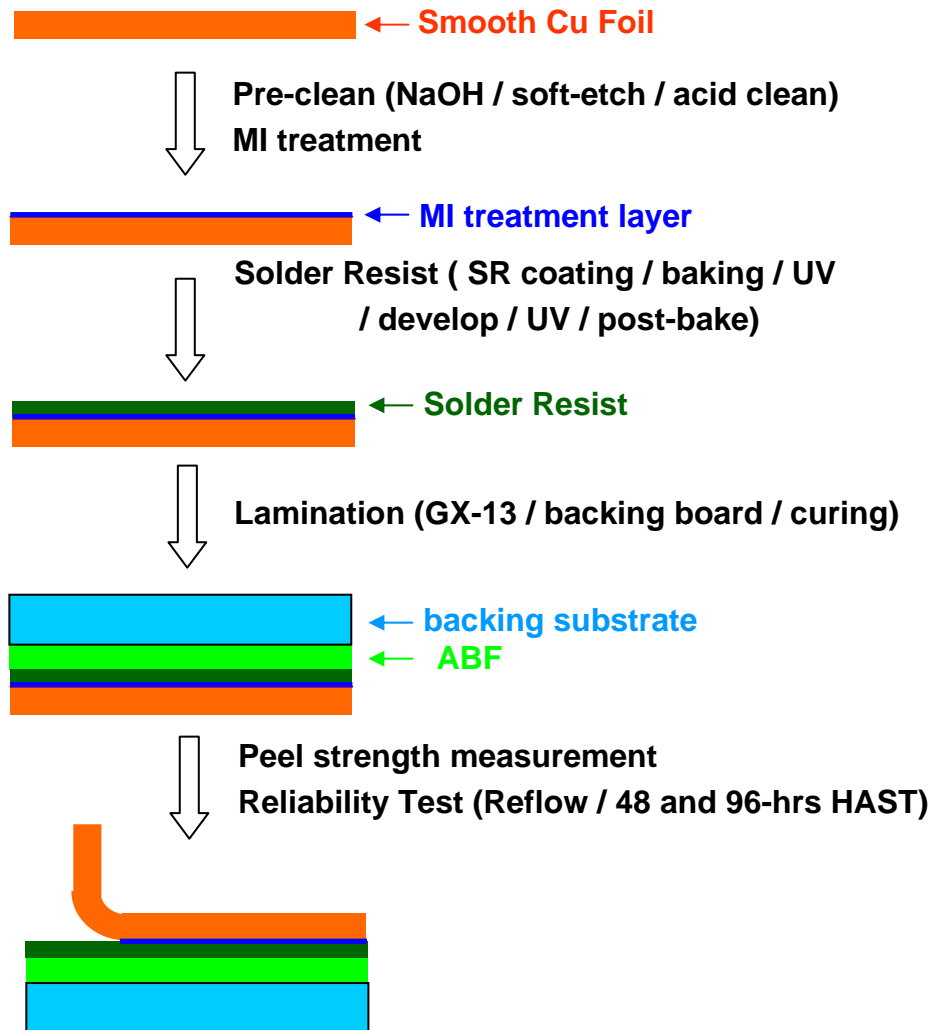 Smooth Cu Foil
Pre-clean (NaOH / soft-etch / acid clean)
MI treatment
MI treatment layer
Solder Resist ( SR coating / baking / UV
/ develop / UV / post-bake)
Solder Resist
Lamination (GX-13 / backing board / curing)
backing substrate
ABF
Peel strength measurement
Reliability Test (Reflow / 48 and 96-hrs HAST)